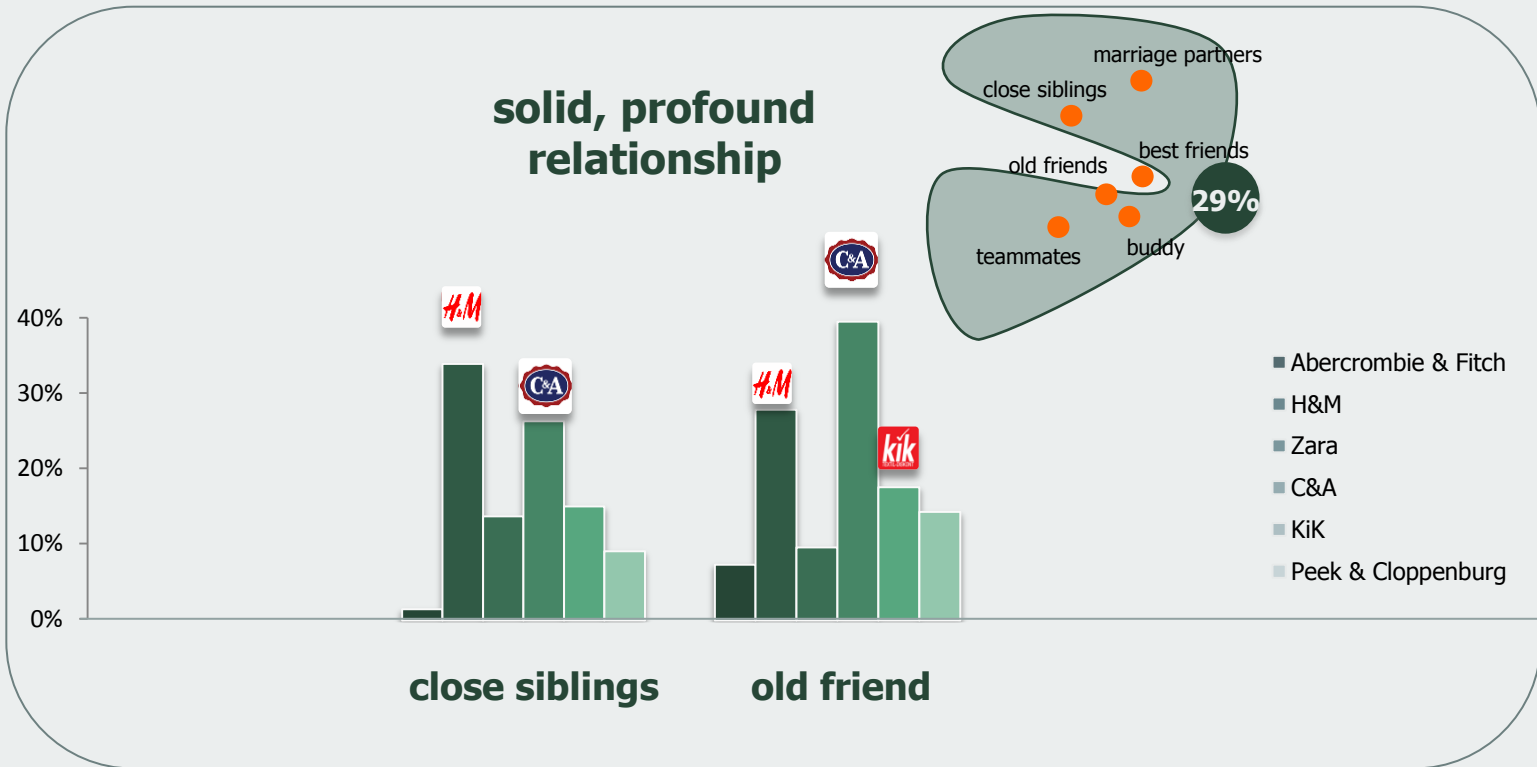 solid, profound
relationship
marriage partners
close siblings
best friends
old friends
29%
buddy
teammates
H&M
C&A
H&M
C&A
kik
40%
30%
20%
10%
0%
Abercrombie & Fitch
H&M
Zara
C&A
KiK
Peek & Cloppenburg
close siblings
old friend